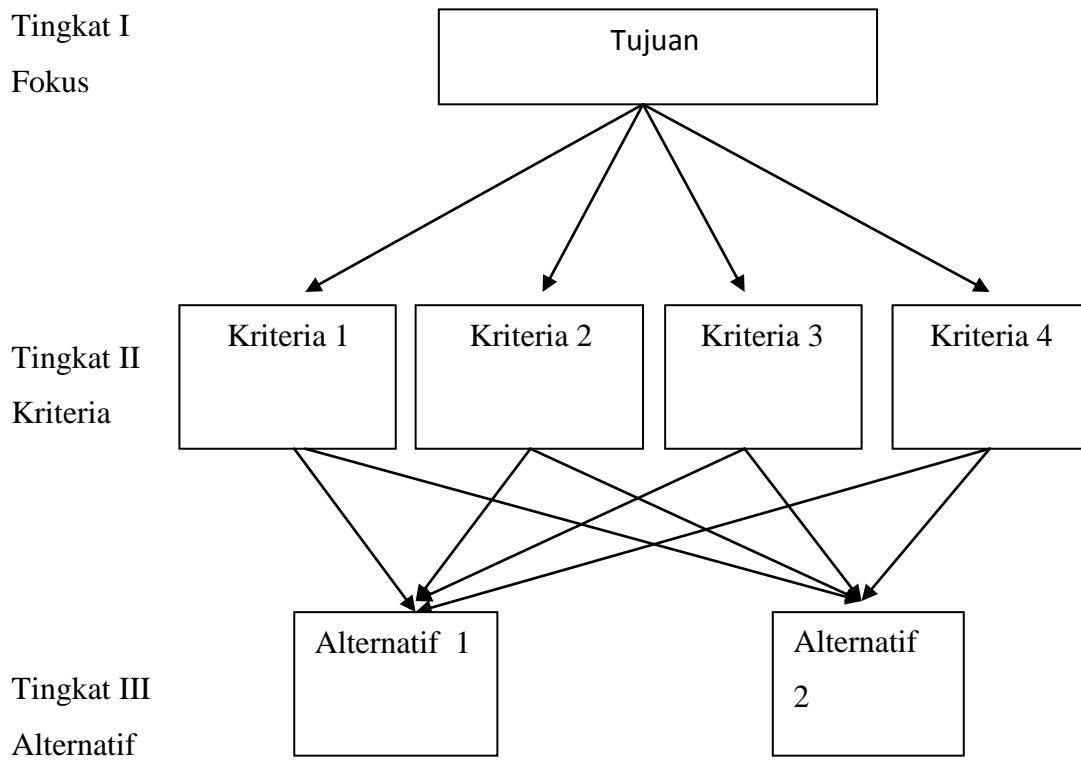 Tingkat I
Fokus
Tujuan
Kriteria 1
Kriteria 2
Kriteria 3
Kriteria 4
Tingkat II
Kriteria
Alternatif 1
Alternatif
2
Tingkat III
Alternatif